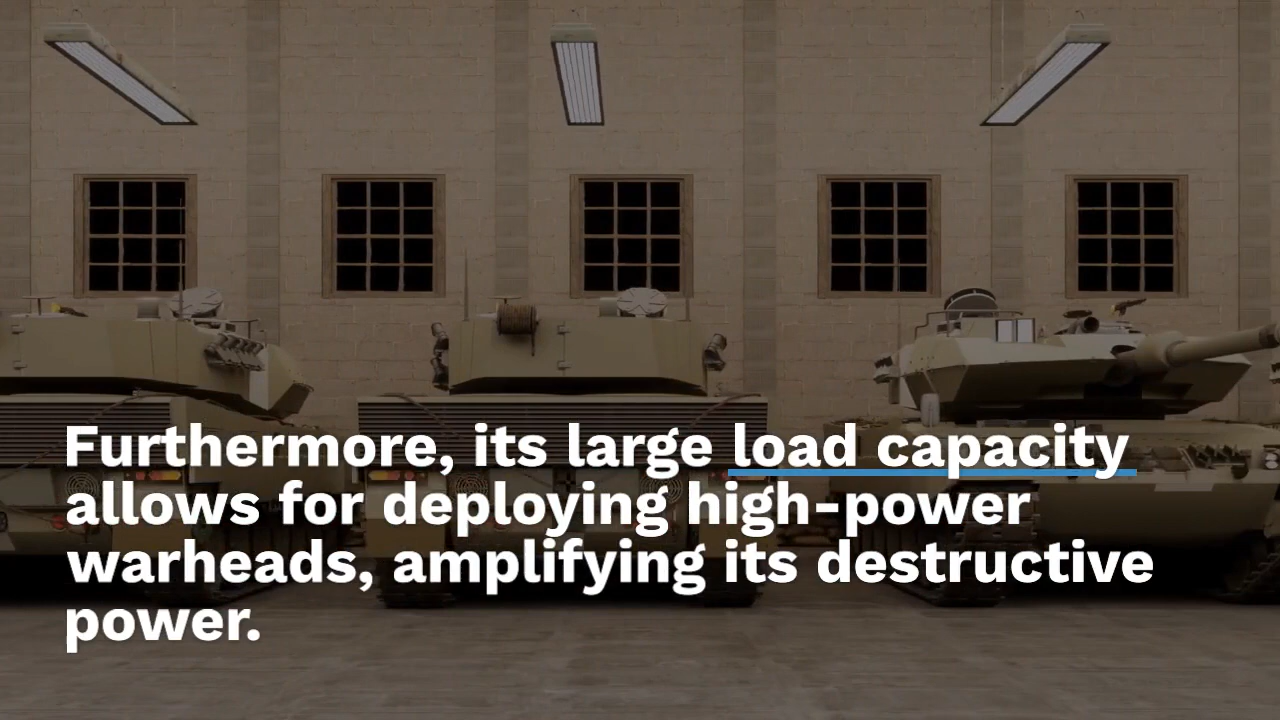 Furthermore, its large load capacity
allows for deploying high-power
warheads, amplifying its destructive
power.